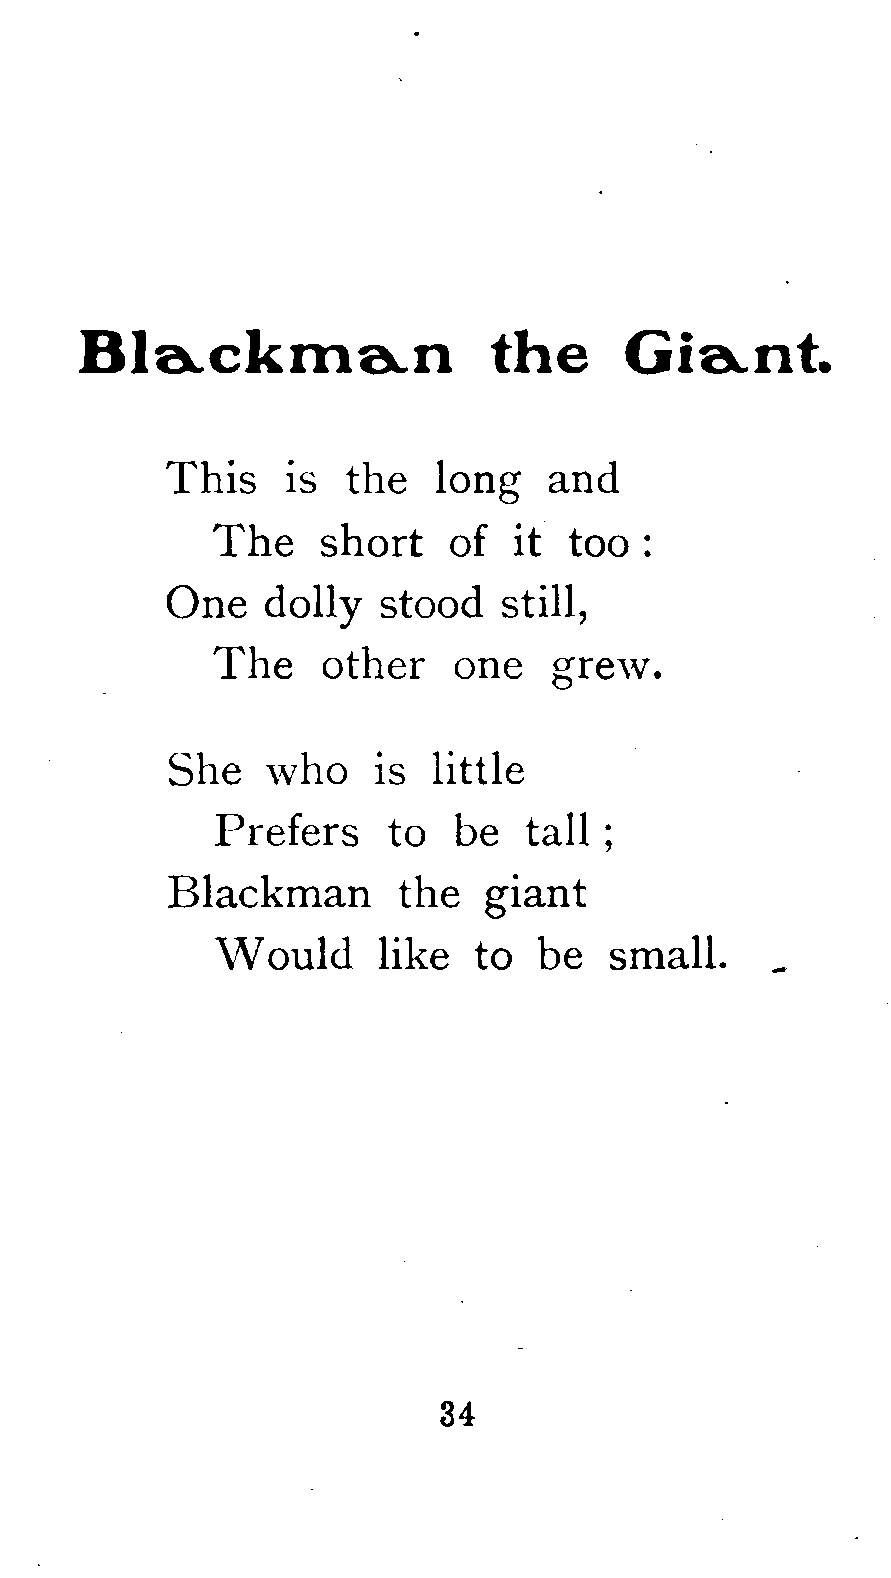 Blackman the Giant.
This is the long and
The short of it too :
One dolly stood still,
The other one grew.
She who is little
Prefers to be tall ;
Blackman the giant
Would like to be small.
34